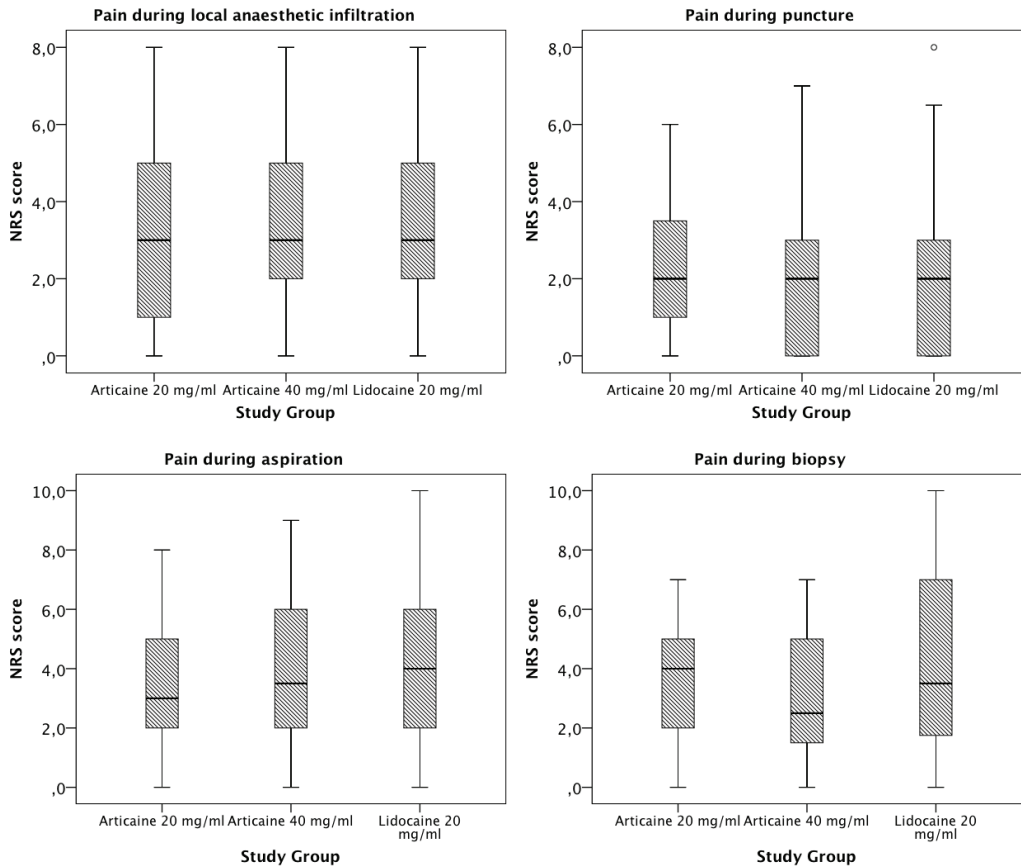 Pain during local anaesthetic infiltration
NRS score
8,0
6,0
4,0
2,0
,0
Articaine 20 mg/ml Articaine 40 mg/ml Lidocaine 20 mg/ml
Study Group
Pain during puncture
NRS score
8,0
6,0
4,0
2,0
,0
Articaine 20 mg/ml Articaine 40 mg/ml Lidocaine 20 mg/ml
Study Group
Pain during aspiration
NRS score
10,0
8,0
6,0
4,0
2,0
,0
Articaine 20 mg/ml Articaine 40 mg/ml Lidocaine 20
mg/ml
Study Group
Pain during biopsy
NRS score
10,0
8,0
6,0
4,0
2,0
,0
Articaine 20 mg/ml Articaine 40 mg/ml Lidocaine 20
mg/ml
Study Group